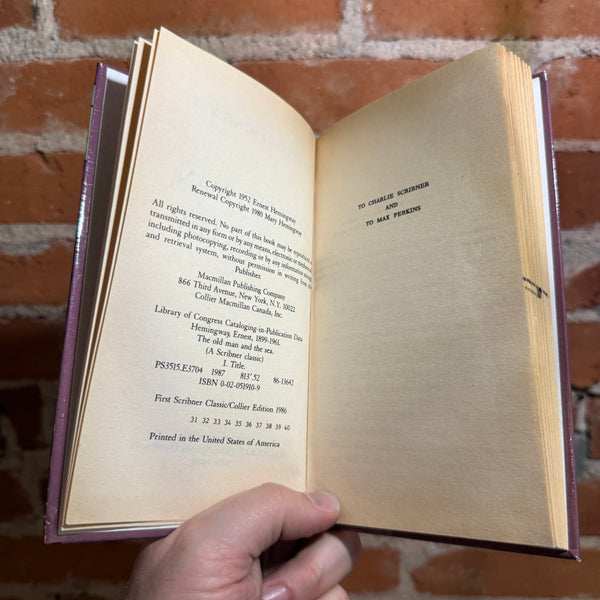 Copyright 1952 Ernest Hemingway
Renewal Copyright 1980 Mary Hemingway
All rights reserved. No part of this book may be reproduced or
transmitted in any form or by any means, electronic or mechanical
including photocopying, recording or by any information storage
and retrieval system, without permission in writing from the
Publisher.
Macmillan Publishing Company
866 Third Avenue, New York, N.Y. 10022
Collier Macmillan Canada, Inc.
Library of Congress Cataloging-in-Publication Data
Hemingway, Ernest, 1899-1961.
The old man and the sea.
(A Scribner classic)
I. Title.
PS3515.E3704 1987 813'.52 86-13642
ISBN 0-02-051910-9
First Scribner Classic/Collier Edition 1986
31 32 33 34 35 36 37 38 39 40
Printed in the United States of America
TO CHARLIE SCRIBNER
AND
TO MAX PERKINS